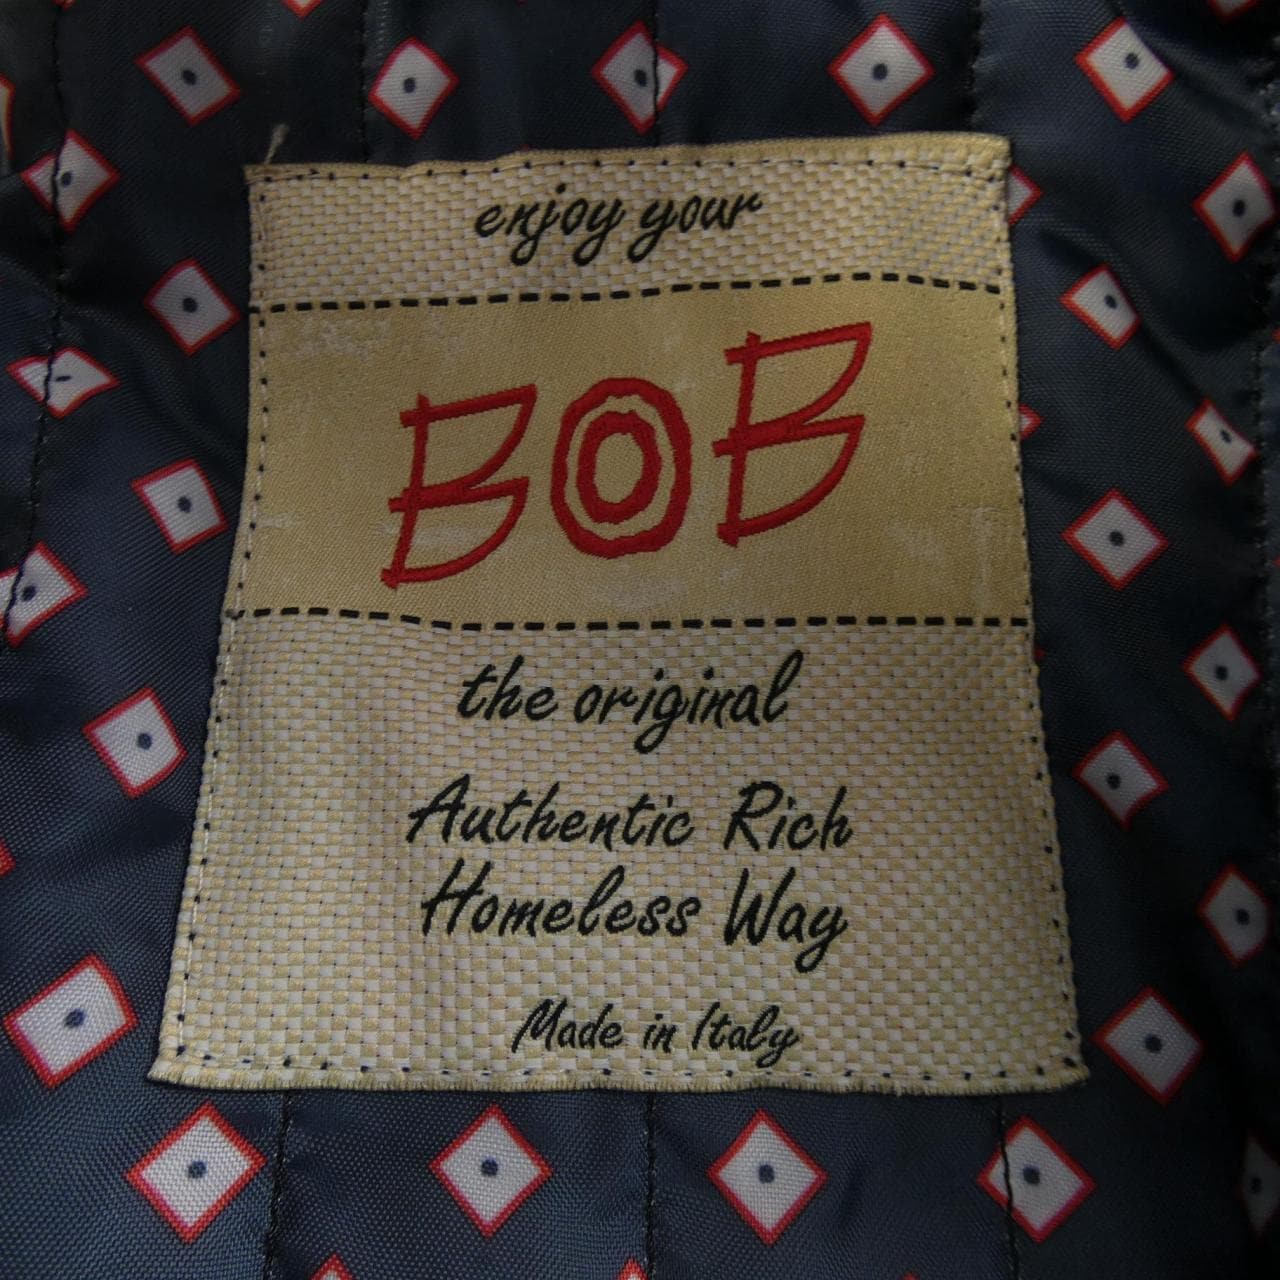 enjoy your
BOB
the original
Authentic Rich
Homeless Way
Made in Italy